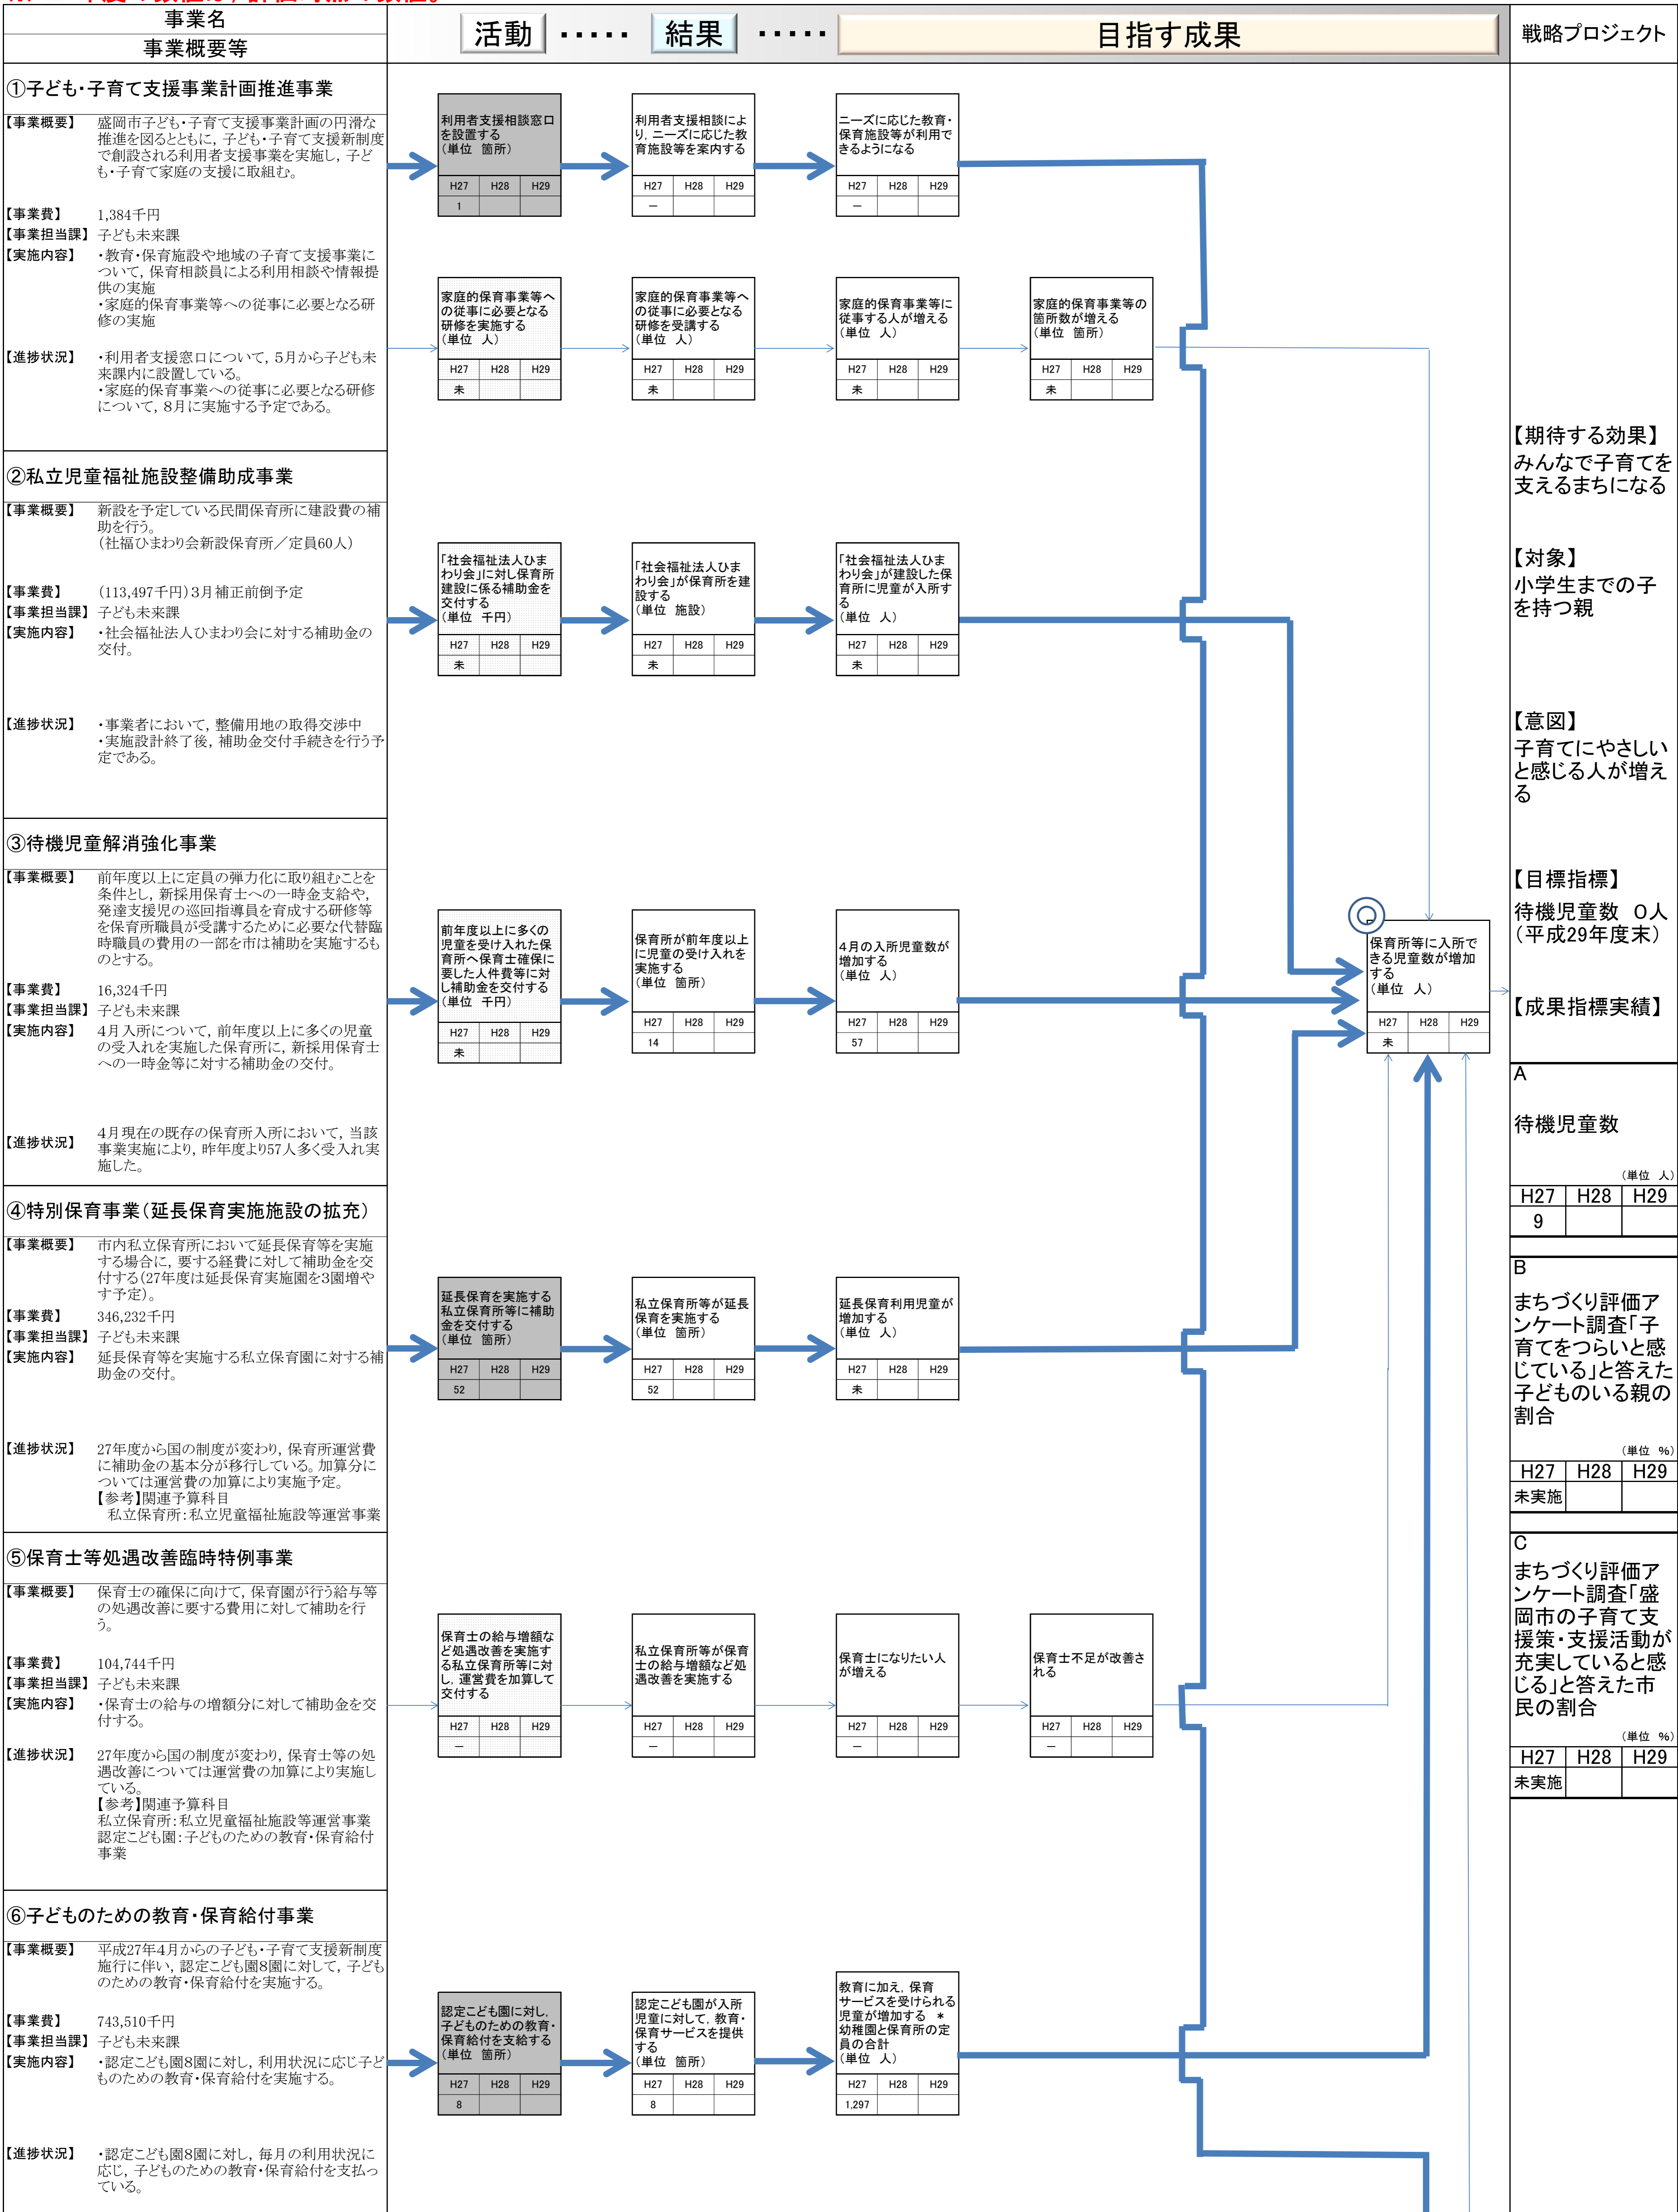 事業名
事業概要等
活動 ・・・・・ 結果 ・・・・・ 目指す成果
戦略プロジェクト
①子ども・子育て支援事業計画推進事業
【事業概要】 盛岡市子ども・子育て支援事業計画の円滑な
推進を図るとともに，子ども・子育て支援新制度
で創設される利用者支援事業を実施し，子ど
も・子育て家庭の支援に取組む。
【事業費】 1,384千円
【事業担当課】 子ども未来課
【実施内容】 ・教育・保育施設や地域の子育て支援事業に
ついて，保育相談員による利用相談や情報提
供の実施
・家庭的保育事業等への従事に必要となる研
修の実施
【進捗状況】 ・利用者支援窓口について，５月から子ども未
来課内に設置している。
・家庭的保育事業への従事に必要となる研修
について，８月に実施する予定である。
利用者支援相談窓口
を設置する
（単位　箇所）
H27 H28 H29
1
利用者支援相談によ
り，ニーズに応じた教
育施設等を案内する
H27 H28 H29
－
ニーズに応じた教育・
保育施設等が利用で
きるようになる
H27 H28 H29
－
家庭的保育事業等へ
の従事に必要となる
研修を実施する
（単位　人）
H27 H28 H29
未
家庭的保育事業等へ
の従事に必要となる
研修を受講する
（単位　人）
H27 H28 H29
未
家庭的保育事業等に
従事する人が増える
（単位　人）
H27 H28 H29
未
家庭的保育事業等の
箇所数が増える
（単位　箇所）
H27 H28 H29
未
②私立児童福祉施設整備助成事業
【事業概要】 新設を予定している民間保育所に建設費の補
助を行う。
（社福ひまわり会新設保育所／定員60人）
【事業費】 （113,497千円）３月補正前倒予定
【事業担当課】 子ども未来課
【実施内容】 ・社会福祉法人ひまわり会に対する補助金の
交付。
【進捗状況】 ・事業者において，整備用地の取得交渉中
・実施設計終了後，補助金交付手続きを行う予
定である。
「社会福祉法人ひま
わり会」に対し保育所
建設に係る補助金を
交付する
（単位　千円）
H27 H28 H29
未
「社会福祉法人ひま
わり会」が保育所を建
設する
（単位　施設）
H27 H28 H29
未
「社会福祉法人ひま
わり会」が建設した保
育所に児童が入所す
る
（単位　人）
H27 H28 H29
未
③待機児童解消強化事業
【事業概要】 前年度以上に定員の弾力化に取り組むことを
条件とし，新採用保育士への一時金支給や，
発達支援児の巡回指導員を育成する研修等
を保育所職員が受講するために必要な代替臨
時職員の費用の一部を市は補助を実施するも
のとする。
【事業費】 16,324千円
【事業担当課】 子ども未来課
【実施内容】 ４月入所について，前年度以上に多くの児童
の受入れを実施した保育所に，新採用保育士
への一時金等に対する補助金の交付。
【進捗状況】 ４月現在の既存の保育所入所において，当該
事業実施により，昨年度より57人多く受入れ実
施した。
前年度以上に多くの
児童を受け入れた保
育所へ保育士確保に
要した人件費等に対
し補助金を交付する
（単位　千円）
H27 H28 H29
未
保育所が前年度以上
に児童の受け入れを
実施する
（単位　箇所）
H27 H28 H29
14
４月の入所児童数が
増加する
（単位　人）
H27 H28 H29
57
◎
保育所等に入所で
きる児童数が増加
する
（単位　人）
H27 H28 H29
未
④特別保育事業（延長保育実施施設の拡充）
【事業概要】 市内私立保育所において延長保育等を実施
する場合に，要する経費に対して補助金を交
付する（27年度は延長保育実施園を３園増や
す予定）。
【事業費】 346,232千円
【事業担当課】 子ども未来課
【実施内容】 延長保育等を実施する私立保育園に対する補
助金の交付。
【進捗状況】 27年度から国の制度が変わり，保育所運営費
に補助金の基本分が移行している。加算分に
ついては運営費の加算により実施予定。
【参考】関連予算科目
私立保育所：私立児童福祉施設等運営事業
延長保育を実施する
私立保育所等に補助
金を交付する
（単位　箇所）
H27 H28 H29
52
私立保育所等が延長
保育を実施する
（単位　箇所）
H27 H28 H29
52
延長保育利用児童が
増加する
（単位　人）
H27 H28 H29
未
⑤保育士等処遇改善臨時特例事業
【事業概要】 保育士の確保に向けて，保育園が行う給与等
の処遇改善に要する費用に対して補助を行
う。
【事業費】 104,744千円
【事業担当課】 子ども未来課
【実施内容】 ・保育士の給与の増額分に対して補助金を交
付する。
【進捗状況】 27年度から国の制度が変わり，保育士等の処
遇改善については運営費の加算により実施し
ている。
【参考】関連予算科目
私立保育所：私立児童福祉施設等運営事業
認定こども園：子どものための教育・保育給付
事業
保育士の給与増額な
ど処遇改善を実施す
る私立保育所等に対
し，運営費を加算して
交付する
H27 H28 H29
－
私立保育所等が保育
士の給与増額など処
遇改善を実施する
H27 H28 H29
－
保育士になりたい人
が増える
H27 H28 H29
－
保育士不足が改善さ
れる
H27 H28 H29
－
⑥子どものための教育・保育給付事業
【事業概要】 平成27年４月からの子ども・子育て支援新制度
施行に伴い，認定こども園８園に対して，子ども
のための教育・保育給付を実施する。
【事業費】 743,510千円
【事業担当課】 子ども未来課
【実施内容】 ・認定こども園８園に対し，利用状況に応じ子ど
ものための教育・保育給付を実施する。
【進捗状況】 ・認定こども園８園に対し，毎月の利用状況に
応じ，子どものための教育・保育給付を支払っ
ている。
認定こども園に対し，
子どものための教育・
保育給付を支給する
（単位　箇所）
H27 H28 H29
8
認定こども園が入所
児童に対して，教育・
保育サービスを提供
する
（単位　箇所）
H27 H28 H29
8
教育に加え，保育
サービスを受けられる
児童が増加する　＊
幼稚園と保育所の定
員の合計
（単位　人）
H27 H28 H29
1,297
【期待する効果】
みんなで子育てを
支えるまちになる
【対象】
小学生までの子
を持つ親
【意図】
子育てにやさしい
と感じる人が増え
る
【目標指標】
待機児童数　０人
（平成29年度末）
【成果指標実績】
A
待機児童数
（単位　人）
H27 H28 H29
9
B
まちづくり評価ア
ンケート調査「子
育てをつらいと感
じている」と答えた
子どものいる親の
割合
（単位　％）
H27 H28 H29
未実施
C
まちづくり評価ア
ンケート調査「盛
岡市の子育て支
援策・支援活動が
充実していると感
じる」と答えた市
民の割合
（単位　％）
H27 H28 H29
未実施